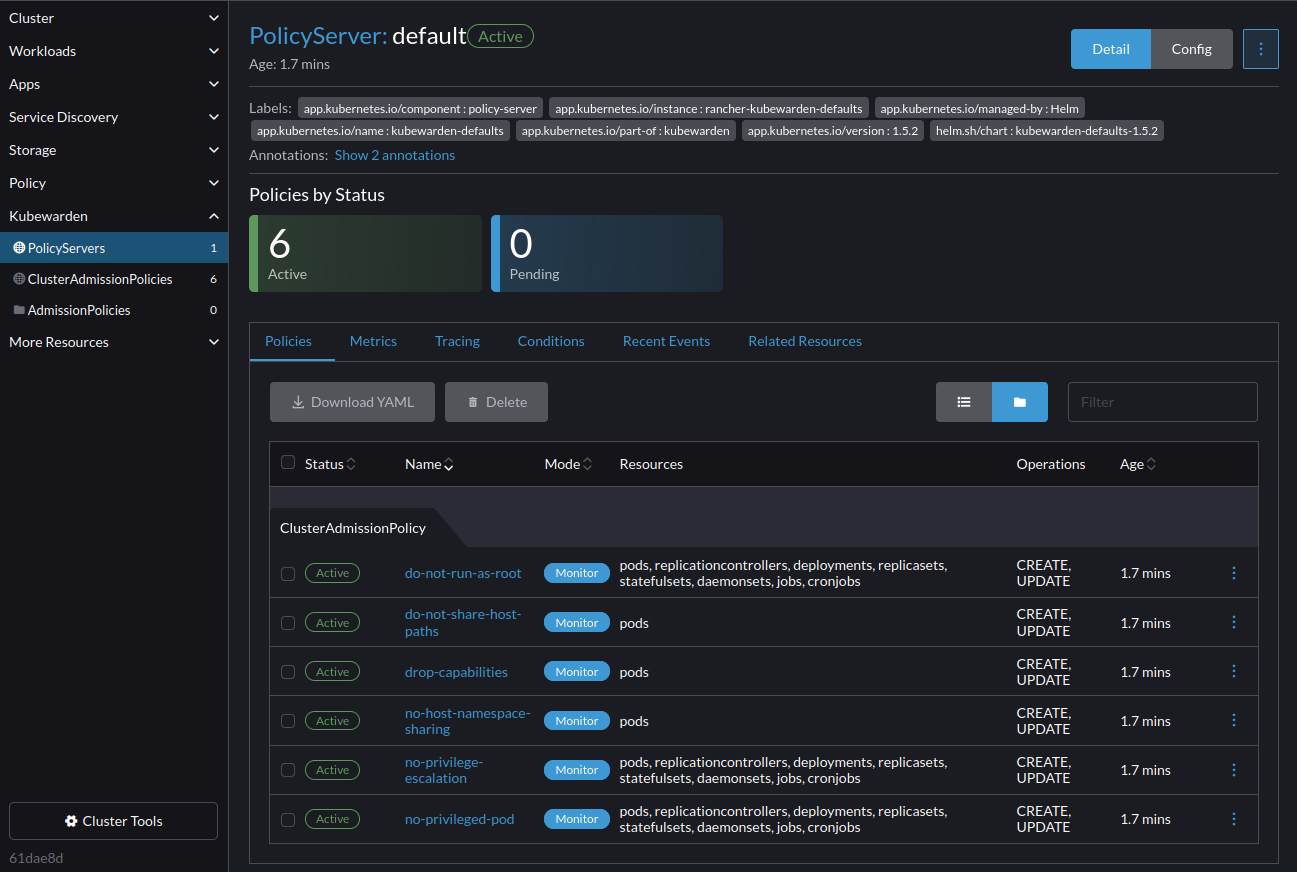 Cluster
Workloads
Apps
Service Discovery
Storage
Policy
Kubewarden
PolicyServers 1
ClusterAdmissionPolicies 6
AdmissionPolicies 0
More Resources
Cluster Tools
61dae8d
PolicyServer: default Active
Age: 1.7 mins
Detail Config
Labels: app.kubernetes.io/component : policy-server app.kubernetes.io/instance : rancher-kubewarden-defaults app.kubernetes.io/managed-by : Helm
app.kubernetes.io/name : kubewarden-defaults app.kubernetes.io/part-of : kubewarden app.kubernetes.io/version : 1.5.2 helm.sh/chart : kubewarden-defaults-1.5.2
Annotations: Show 2 annotations
Policies by Status
6
Active
0
Pending
Policies Metrics Tracing Conditions Recent Events Related Resources
Download YAML Delete Filter
Status Name Mode Resources Operations Age
ClusterAdmissionPolicy
Active do-not-run-as-root Monitor pods, replicationcontrollers, deployments, replicasets, CREATE, 1.7 mins
statefulsets, daemonsets, jobs, cronjobs UPDATE
Active do-not-share-host- Monitor pods CREATE, 1.7 mins
paths UPDATE
Active drop-capabilities Monitor pods CREATE, 1.7 mins
UPDATE
Active no-host-namespace- Monitor pods CREATE, 1.7 mins
sharing UPDATE
Active no-privilege- Monitor pods, replicationcontrollers, deployments, replicasets, CREATE, 1.7 mins
escalation statefulsets, daemonsets, jobs, cronjobs UPDATE
Active no-privileged-pod Monitor pods, replicationcontrollers, deployments, replicasets, CREATE, 1.7 mins
statefulsets, daemonsets, jobs, cronjobs UPDATE